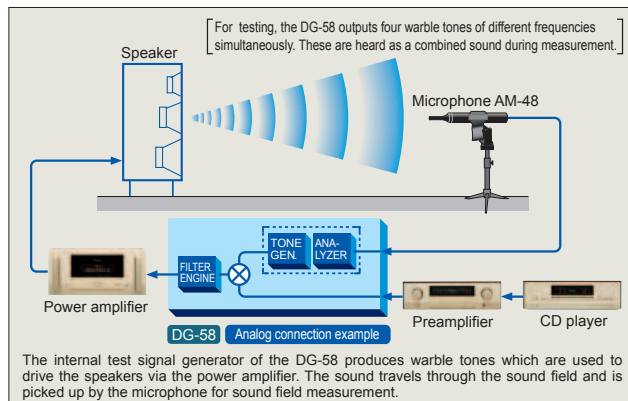 For testing, the DG-58 outputs four warble tones of different frequencies
simultaneously. These are heard as a combined sound during measurement.
Speaker
Microphone AM-48
TONE
GEN.
ANA-
LYZER
FILTER
ENGINE
Power amplifier
Preamplifier
CD player
DG-58
Analog connection example
The internal test signal generator of the DG-58 produces warble tones which are used to
drive the speakers via the power amplifier. The sound travels through the sound field and is
picked up by the microphone for sound field measurement.